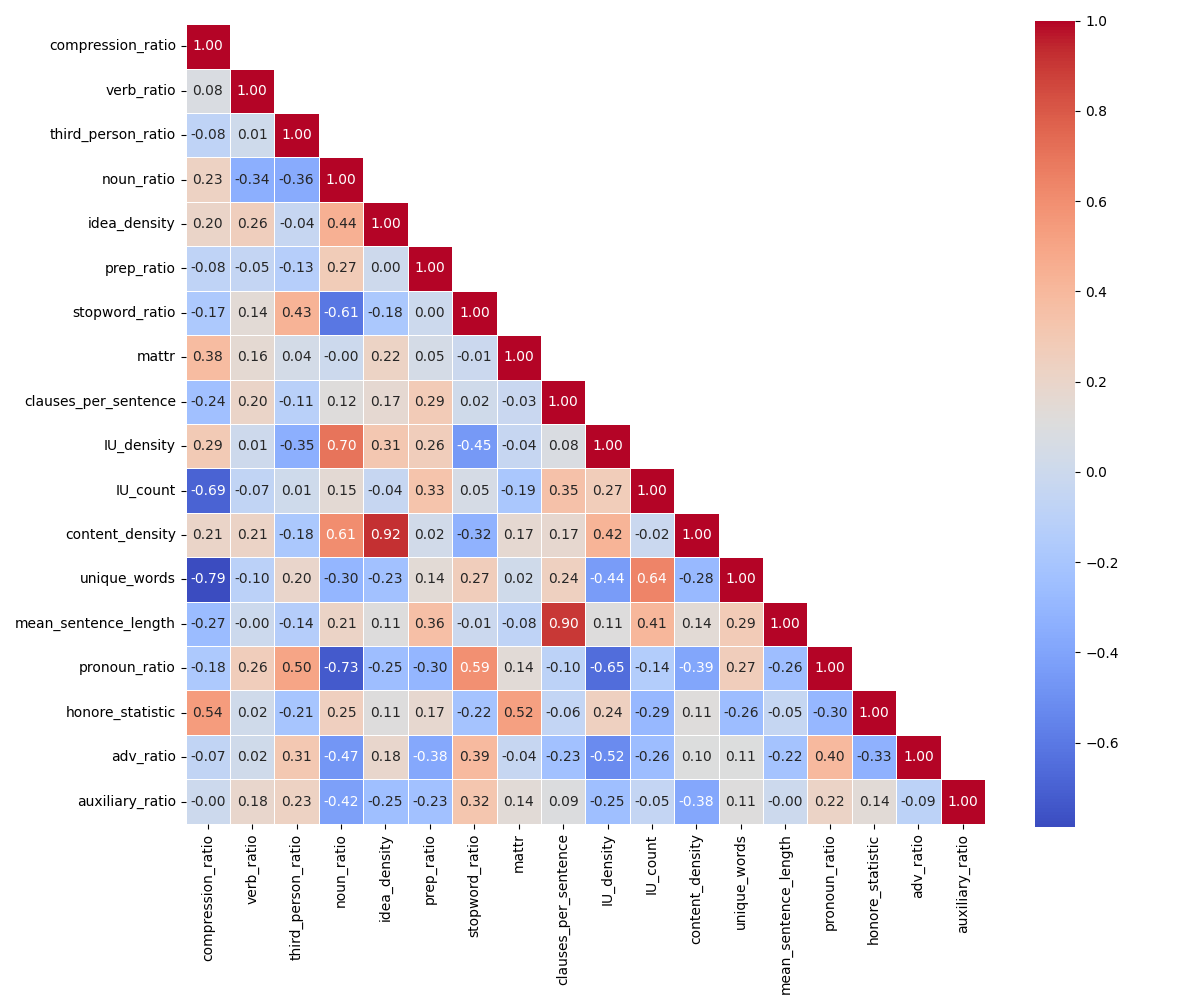 compression_ratio 1.00 1.0
verb_ratio 0.08 1.00 0.8
third_person_ratio -0.08 0.01 1.00
noun_ratio 0.23 -0.34 -0.36 1.00 0.6
idea_density 0.20 0.26 -0.04 0.44 1.00
prep_ratio -0.08 -0.05 -0.13 0.27 0.00 1.00 0.4
stopword_ratio -0.17 0.14 0.43 -0.61 -0.18 0.00 1.00
mattr 0.38 0.16 0.04 -0.00 0.22 0.05 -0.01 1.00 0.2
clauses_per_sentence -0.24 0.20 -0.11 0.12 0.17 0.29 0.02 -0.03 1.00
IU_density 0.29 0.01 -0.35 0.70 0.31 0.26 -0.45 -0.04 0.08 1.00 0.0
IU_count -0.69 -0.07 0.01 0.15 -0.04 0.33 0.05 -0.19 0.35 0.27 1.00
content_density 0.21 0.21 -0.18 0.61 0.92 0.02 -0.32 0.17 0.17 0.42 -0.02 1.00 −0.2
unique_words -0.79 -0.10 0.20 -0.30 -0.23 0.14 0.27 0.02 0.24 -0.44 0.64 -0.28 1.00
mean_sentence_length -0.27 -0.00 -0.14 0.21 0.11 0.36 -0.01 -0.08 0.90 0.11 0.41 0.14 0.29 1.00 −0.4
pronoun_ratio -0.18 0.26 0.50 -0.73 -0.25 -0.30 0.59 0.14 -0.10 -0.65 -0.14 -0.39 0.27 -0.26 1.00
honore_statistic 0.54 0.02 -0.21 0.25 0.11 0.17 -0.22 0.52 -0.06 0.24 -0.29 0.11 -0.26 -0.05 -0.30 1.00
adv_ratio -0.07 0.02 0.31 -0.47 0.18 -0.38 0.39 -0.04 -0.23 -0.52 -0.26 0.10 0.11 -0.22 0.40 -0.33 1.00 −0.6
auxiliary_ratio -0.00 0.18 0.23 -0.42 -0.25 -0.23 0.32 0.14 0.09 -0.25 -0.05 -0.38 0.11 -0.00 0.22 0.14 -0.09 1.00
compression_ratio
verb_ratio
third_person_ratio
noun_ratio
idea_density
prep_ratio
stopword_ratio
mattr
clauses_per_sentence
IU_density
IU_count
content_density
unique_words
mean_sentence_length
pronoun_ratio
honore_statistic
adv_ratio
auxiliary_ratio